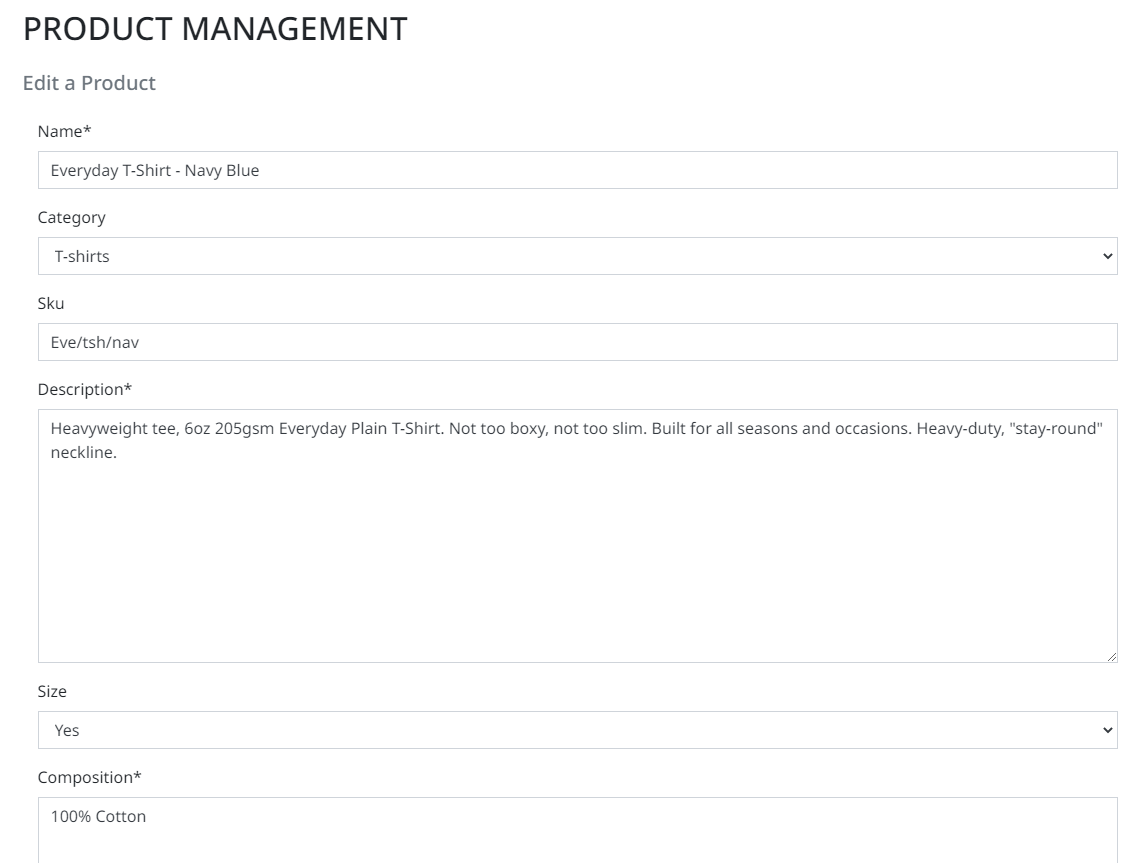 PRODUCT MANAGEMENT
Edit a Product
Name*
Everyday T-Shirt - Navy Blue
Category
T-shirts
Sku
Eve/tsh/nav
Description*
Heavyweight tee, 6oz 205gsm Everyday Plain T-Shirt. Not too boxy, not too slim. Built for all seasons and occasions. Heavy-duty, "stay-round"
neckline.
Size
Yes
Composition*
100% Cotton